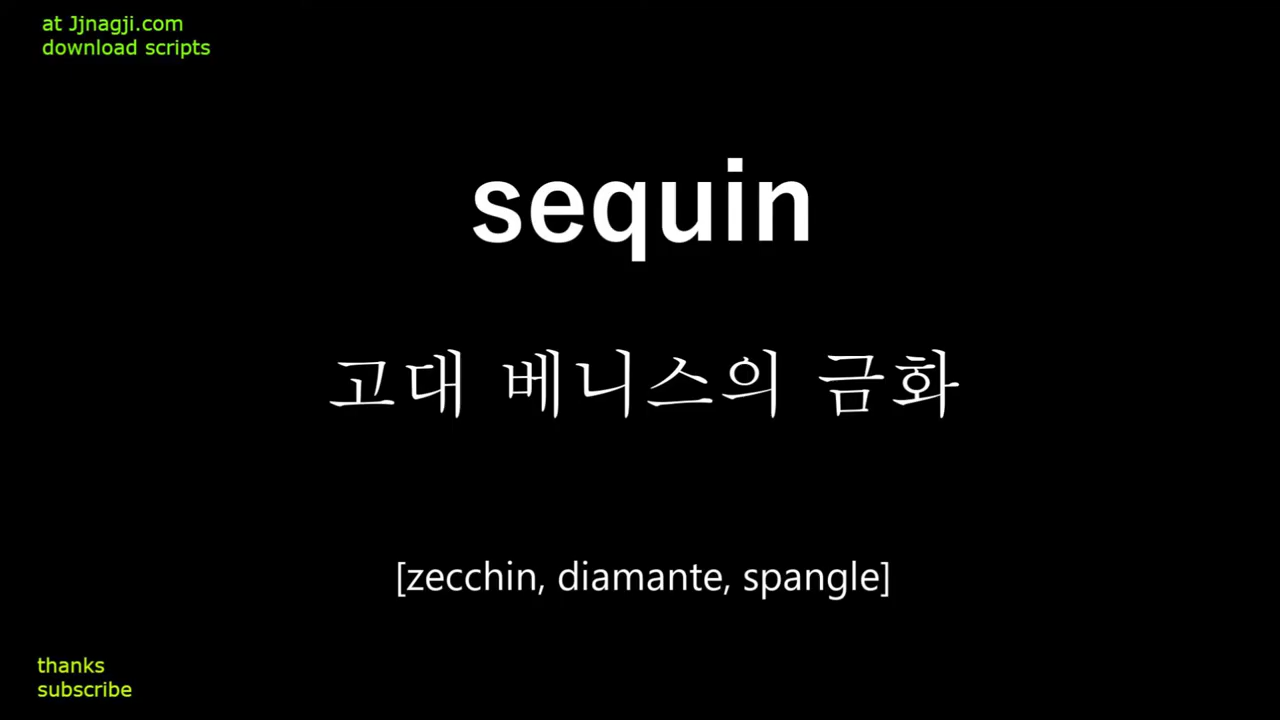 at Jjnagji.com
download scripts
sequin
고대 베니스의 금화
[zecchin, diamante, spangle]
thanks
subscribe